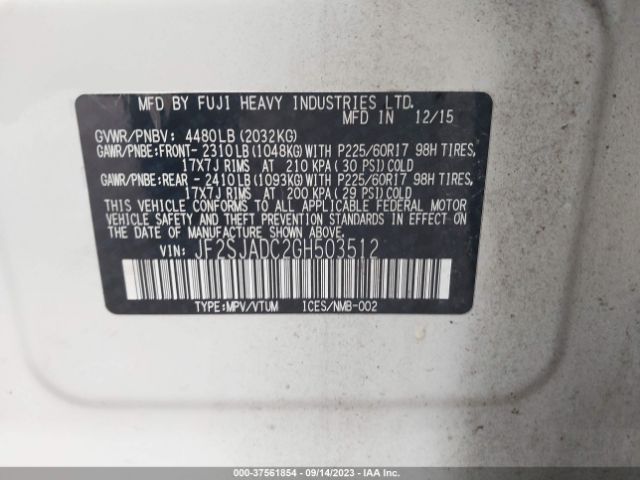 MFD BY FUJI HEAVY INDUSTRIES LTD.
MFD IN 12/15
GVWR/PNBV: 4480LB(2032KG)
GAWR/PNBE:FRONT- 2310LB(1048KG)WITH P225/60R17 98H TIRES,
17X7J RIMS AT 210 KPA(30 PSI)COLD
GAWR/PNBE:REAR - 2410LB(1093KG)WITH P225/60R17 98H TIRES,
17X7J RIMS AT 200 KPA(29 PSI)COLD
THIS VEHICLE CONFORMS TO ALL APPLICABLE FEDERAL MOTOR
VEHICLE SAFETY AND THEFT PREVENTION STANDARDS IN EFFECT ON THE
DATE OF MANUFACTURE SHOWN ABOVE.
VIN: JF2SJADC2GH503512
TYPE:MPV/VTUM ICES/NMB-002
000-37561854 - 09/14/2023 - IAA Inc.